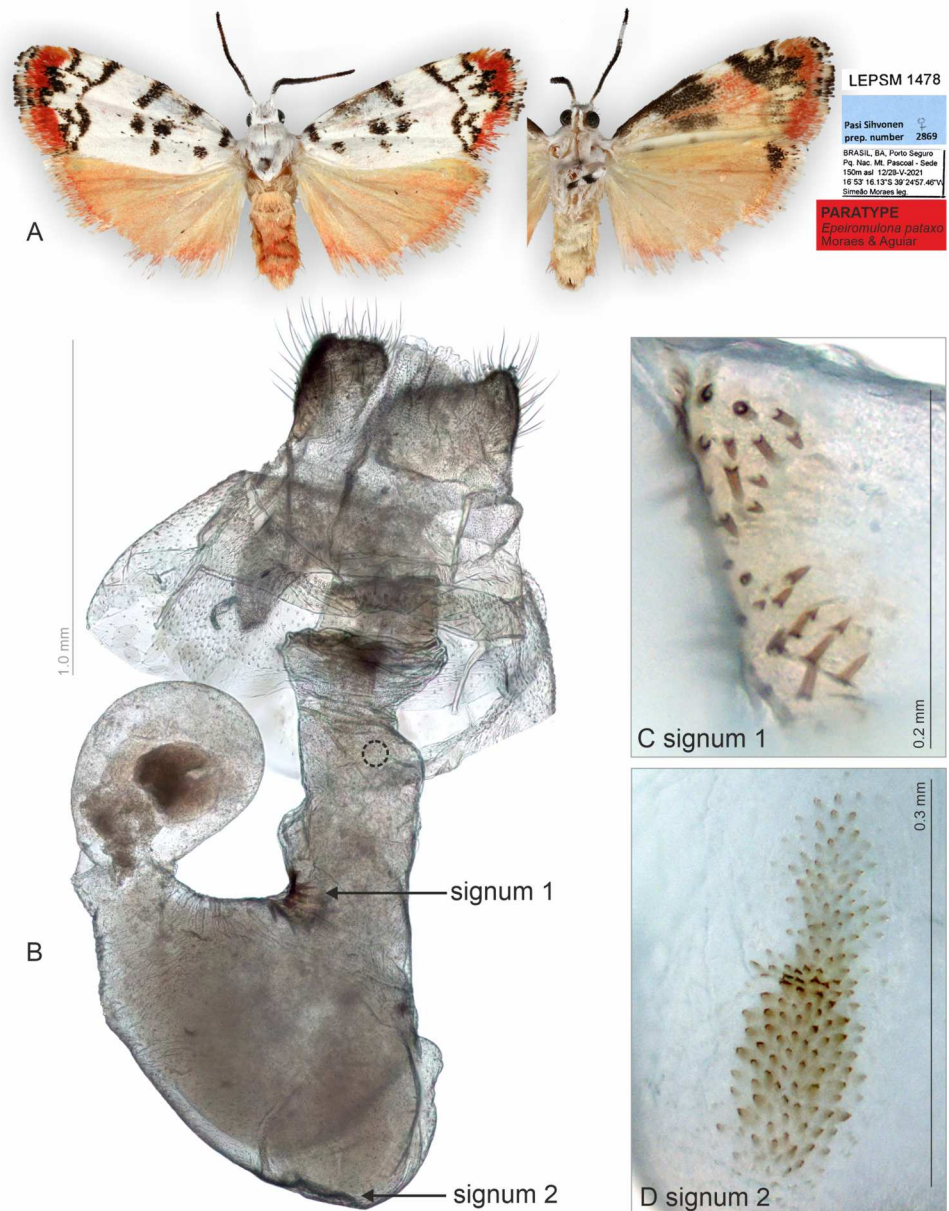 LEPSM 1478
Pasi Sihvonen ♀
prep. number 2869
BRASIL, BA, Porto Seguro
Pq. Nac. Mt. Pascoal - Sede
150m asl 12/28-V-2021
16°53' 16.13"S 39°24'57.46"W
Simeão Moraes leg.
PARATYPE
Epeiromulona pataxo
Moraes & Aguiar
A
1.0 mm
signum 1
B
signum 2
0.2 mm
C signum 1
0.3 mm
D signum 2